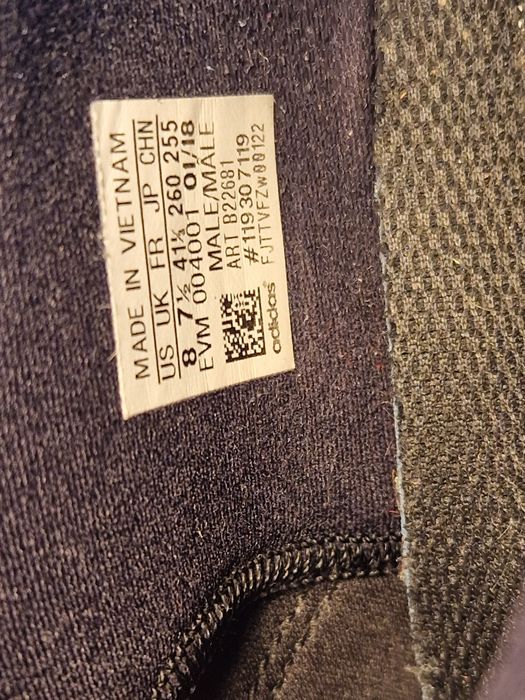 MADE IN VIETNAM
US UK FR JP CHN
8 7½ 41⅓ 260 255
EVM 004001 01/18
MALE/MALE
ART B22681
#119307119
FJTTVFZW00122
adidas